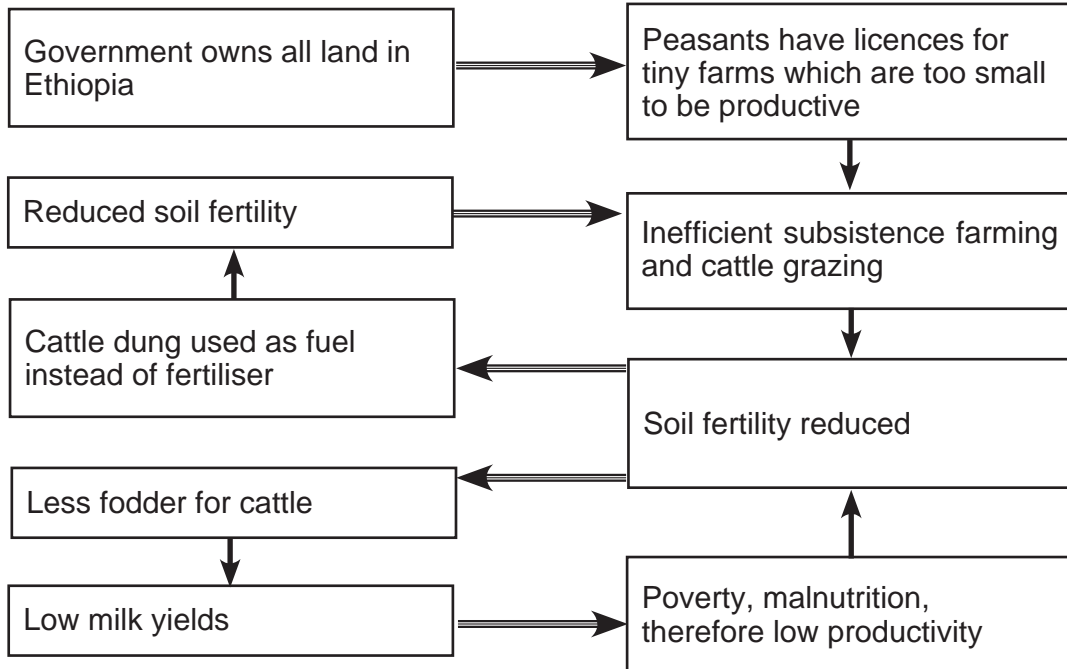 Government owns all land in
Ethiopia
Peasants have licences for
tiny farms which are too small
to be productive
Reduced soil fertility
Inefficient subsistence farming
and cattle grazing
Cattle dung used as fuel
instead of fertiliser
Soil fertility reduced
Less fodder for cattle
Low milk yields
Poverty, malnutrition,
therefore low productivity